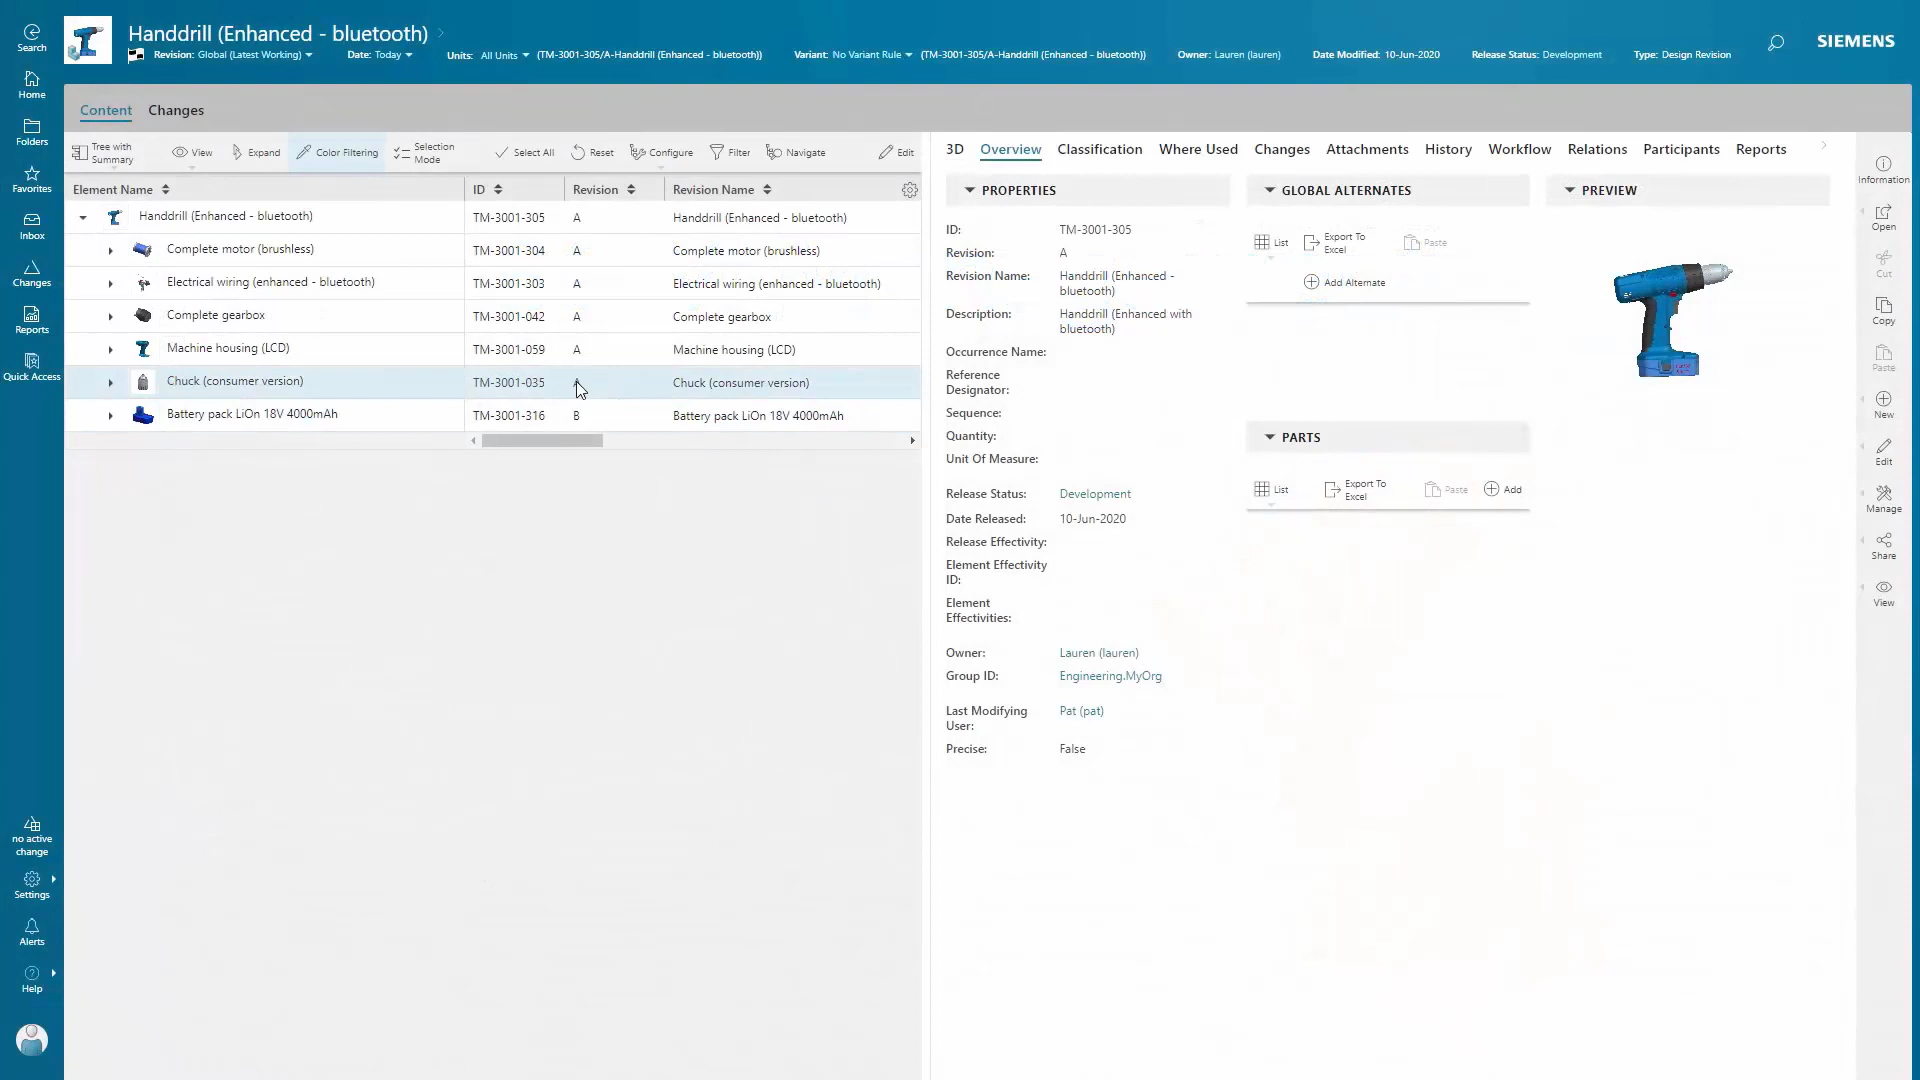 Handdrill (Enhanced - bluetooth)
Revision: Global (Latest Working)
Date: Today
Units: All Units
(TM-3001-305/A-Handdrill (Enhanced - bluetooth))
Variant: No Variant Rule
(TM-3001-305/A-Handdrill (Enhanced - bluetooth))
Owner: Lauren (lauren)
Date Modified: 10-Jun-2020
Release Status: Development
Type: Design Revision
SIEMENS
Search
Home
Folders
Favorites
Inbox
Changes
Reports
Quick Access
no active
change
Settings
Alerts
Help
Content
Changes
Tree with
Summary
View
Expand
Color Filtering
Selection
Mode
Select All
Reset
Configure
Filter
Navigate
Edit
Element Name
ID
Revision
Revision Name
Handdrill (Enhanced - bluetooth) TM-3001-305 A Handdrill (Enhanced - bluetooth)
Complete motor (brushless) TM-3001-304 A Complete motor (brushless)
Electrical wiring (enhanced - bluetooth) TM-3001-303 A Electrical wiring (enhanced - bluetooth)
Complete gearbox TM-3001-042 A Complete gearbox
Machine housing (LCD) TM-3001-059 A Machine housing (LCD)
Chuck (consumer version) TM-3001-035 Chuck (consumer version)
Battery pack LiOn 18V 4000mAh TM-3001-316 B Battery pack LiOn 18V 4000mAh
3D
Overview
Classification
Where Used
Changes
Attachments
History
Workflow
Relations
Participants
Reports
PROPERTIES
ID: TM-3001-305
Revision: A
Revision Name: Handdrill (Enhanced -
bluetooth)
Description: Handdrill (Enhanced with
bluetooth)
Occurrence Name:
Reference
Designator:
Sequence:
Quantity:
Unit Of Measure:
Release Status: Development
Date Released: 10-Jun-2020
Release Effectivity:
Element Effectivity
ID:
Element
Effectivities:
Owner: Lauren (lauren)
Group ID: Engineering.MyOrg
Last Modifying
User: Pat (pat)
Precise: False
GLOBAL ALTERNATES
List
Export To
Excel
Paste
Add Alternate
PARTS
List
Export To
Excel
Paste
Add
PREVIEW
Information
Open
Cut
Copy
Paste
New
Edit
Manage
Share
View